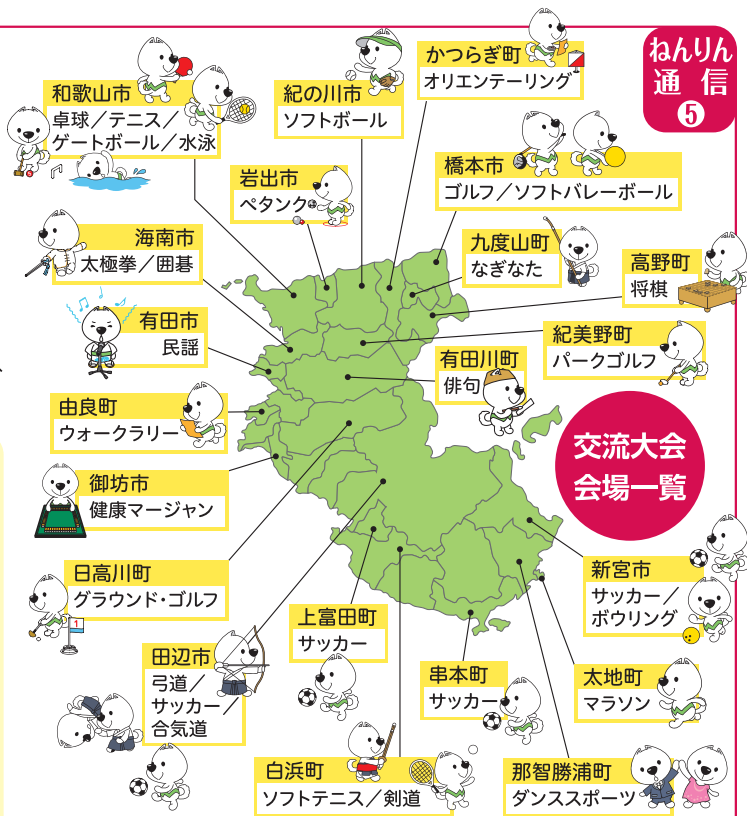 ねんりん
通信
5
交流大会
会場一覧
和歌山市
卓球／テニス／
ゲートボール／水泳
紀の川市
ソフトボール
かつらぎ町
オリエンテーリング
岩出市
ペタンク
橋本市
ゴルフ／ソフトバレーボール
海南市
太極拳／囲碁
九度山町
なぎなた
高野町
将棋
有田市
民謡
紀美野町
パークゴルフ
有田川町
俳句
由良町
ウォークラリー
御坊市
健康マージャン
日高川町
グラウンド・ゴルフ
1
新宮市
サッカー／
ボウリング
上富田町
サッカー
田辺市
弓道／
サッカー／
合気道
串本町
サッカー
太地町
マラソン
白浜町
ソフトテニス／剣道
那智勝浦町
ダンススポーツ